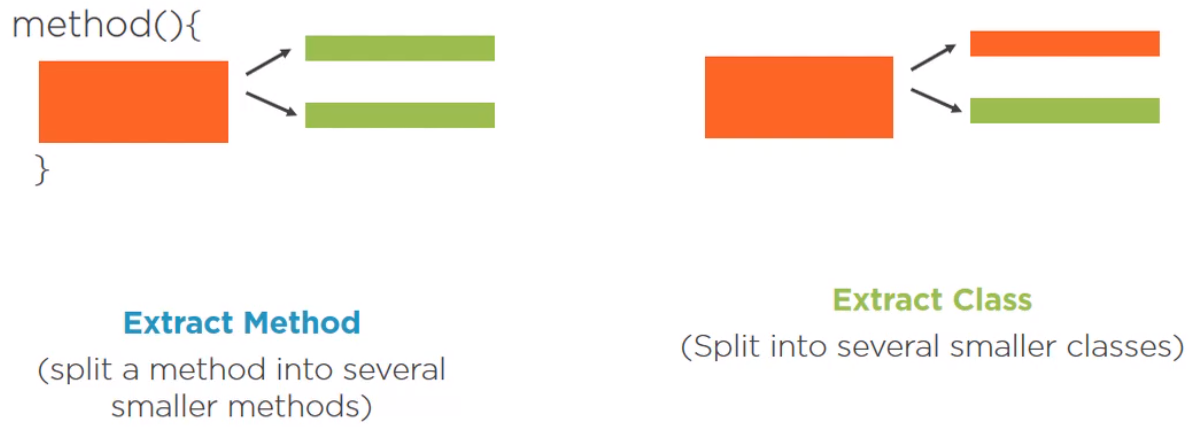 method(){
}
Extract Method
(split a method into several
smaller methods)
Extract Class
(Split into several smaller classes)